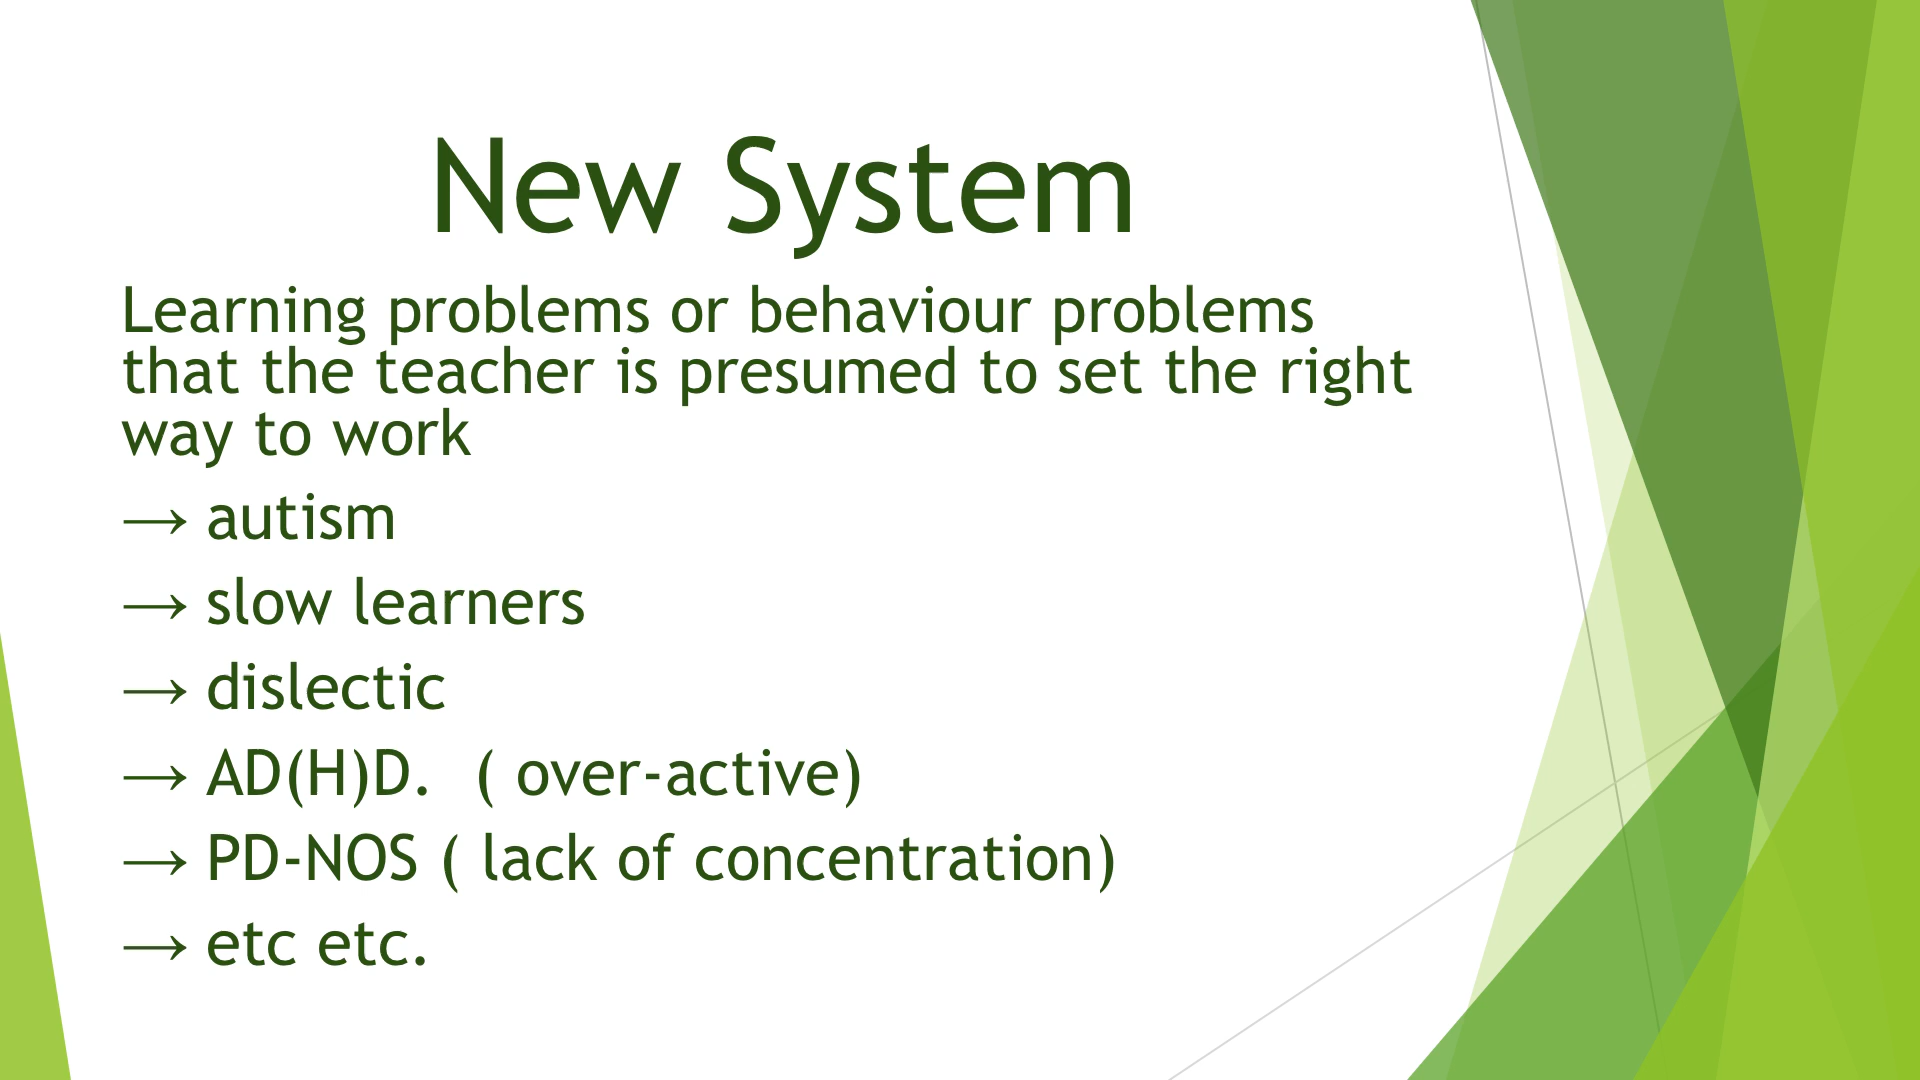 New System
Learning problems or behaviour problems
that the teacher is presumed to set the right
way to work
→ autism
→ slow learners
→ dislectic
→ AD(H)D.  ( over-active)
→ PD-NOS ( lack of concentration)
→ etc etc.